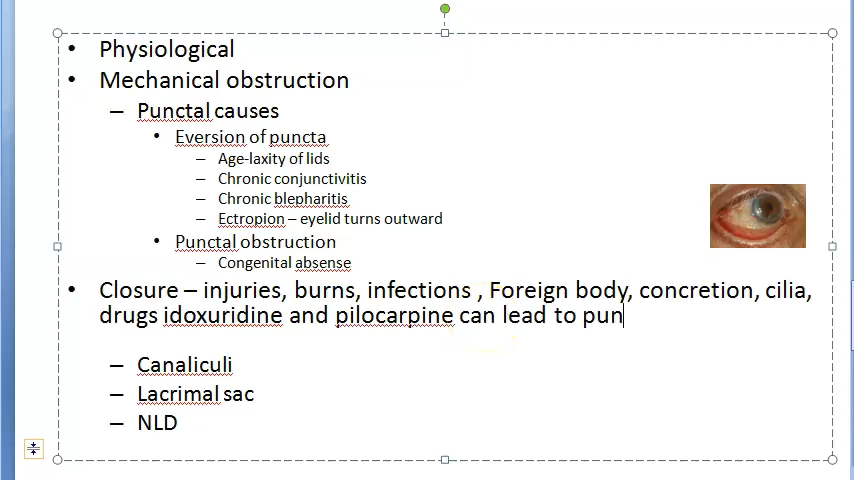 • Physiological
• Mechanical obstruction
– Punctal causes
• Eversion of puncta
– Age-laxity of lids
– Chronic conjunctivitis
– Chronic blepharitis
– Ectropion – eyelid turns outward
• Punctal obstruction
– Congenital absense
• Closure – injuries, burns, infections , Foreign body, concretion, cilia,
drugs idoxuridine and pilocarpine can lead to pun
– Canaliculi
– Lacrimal sac
– NLD